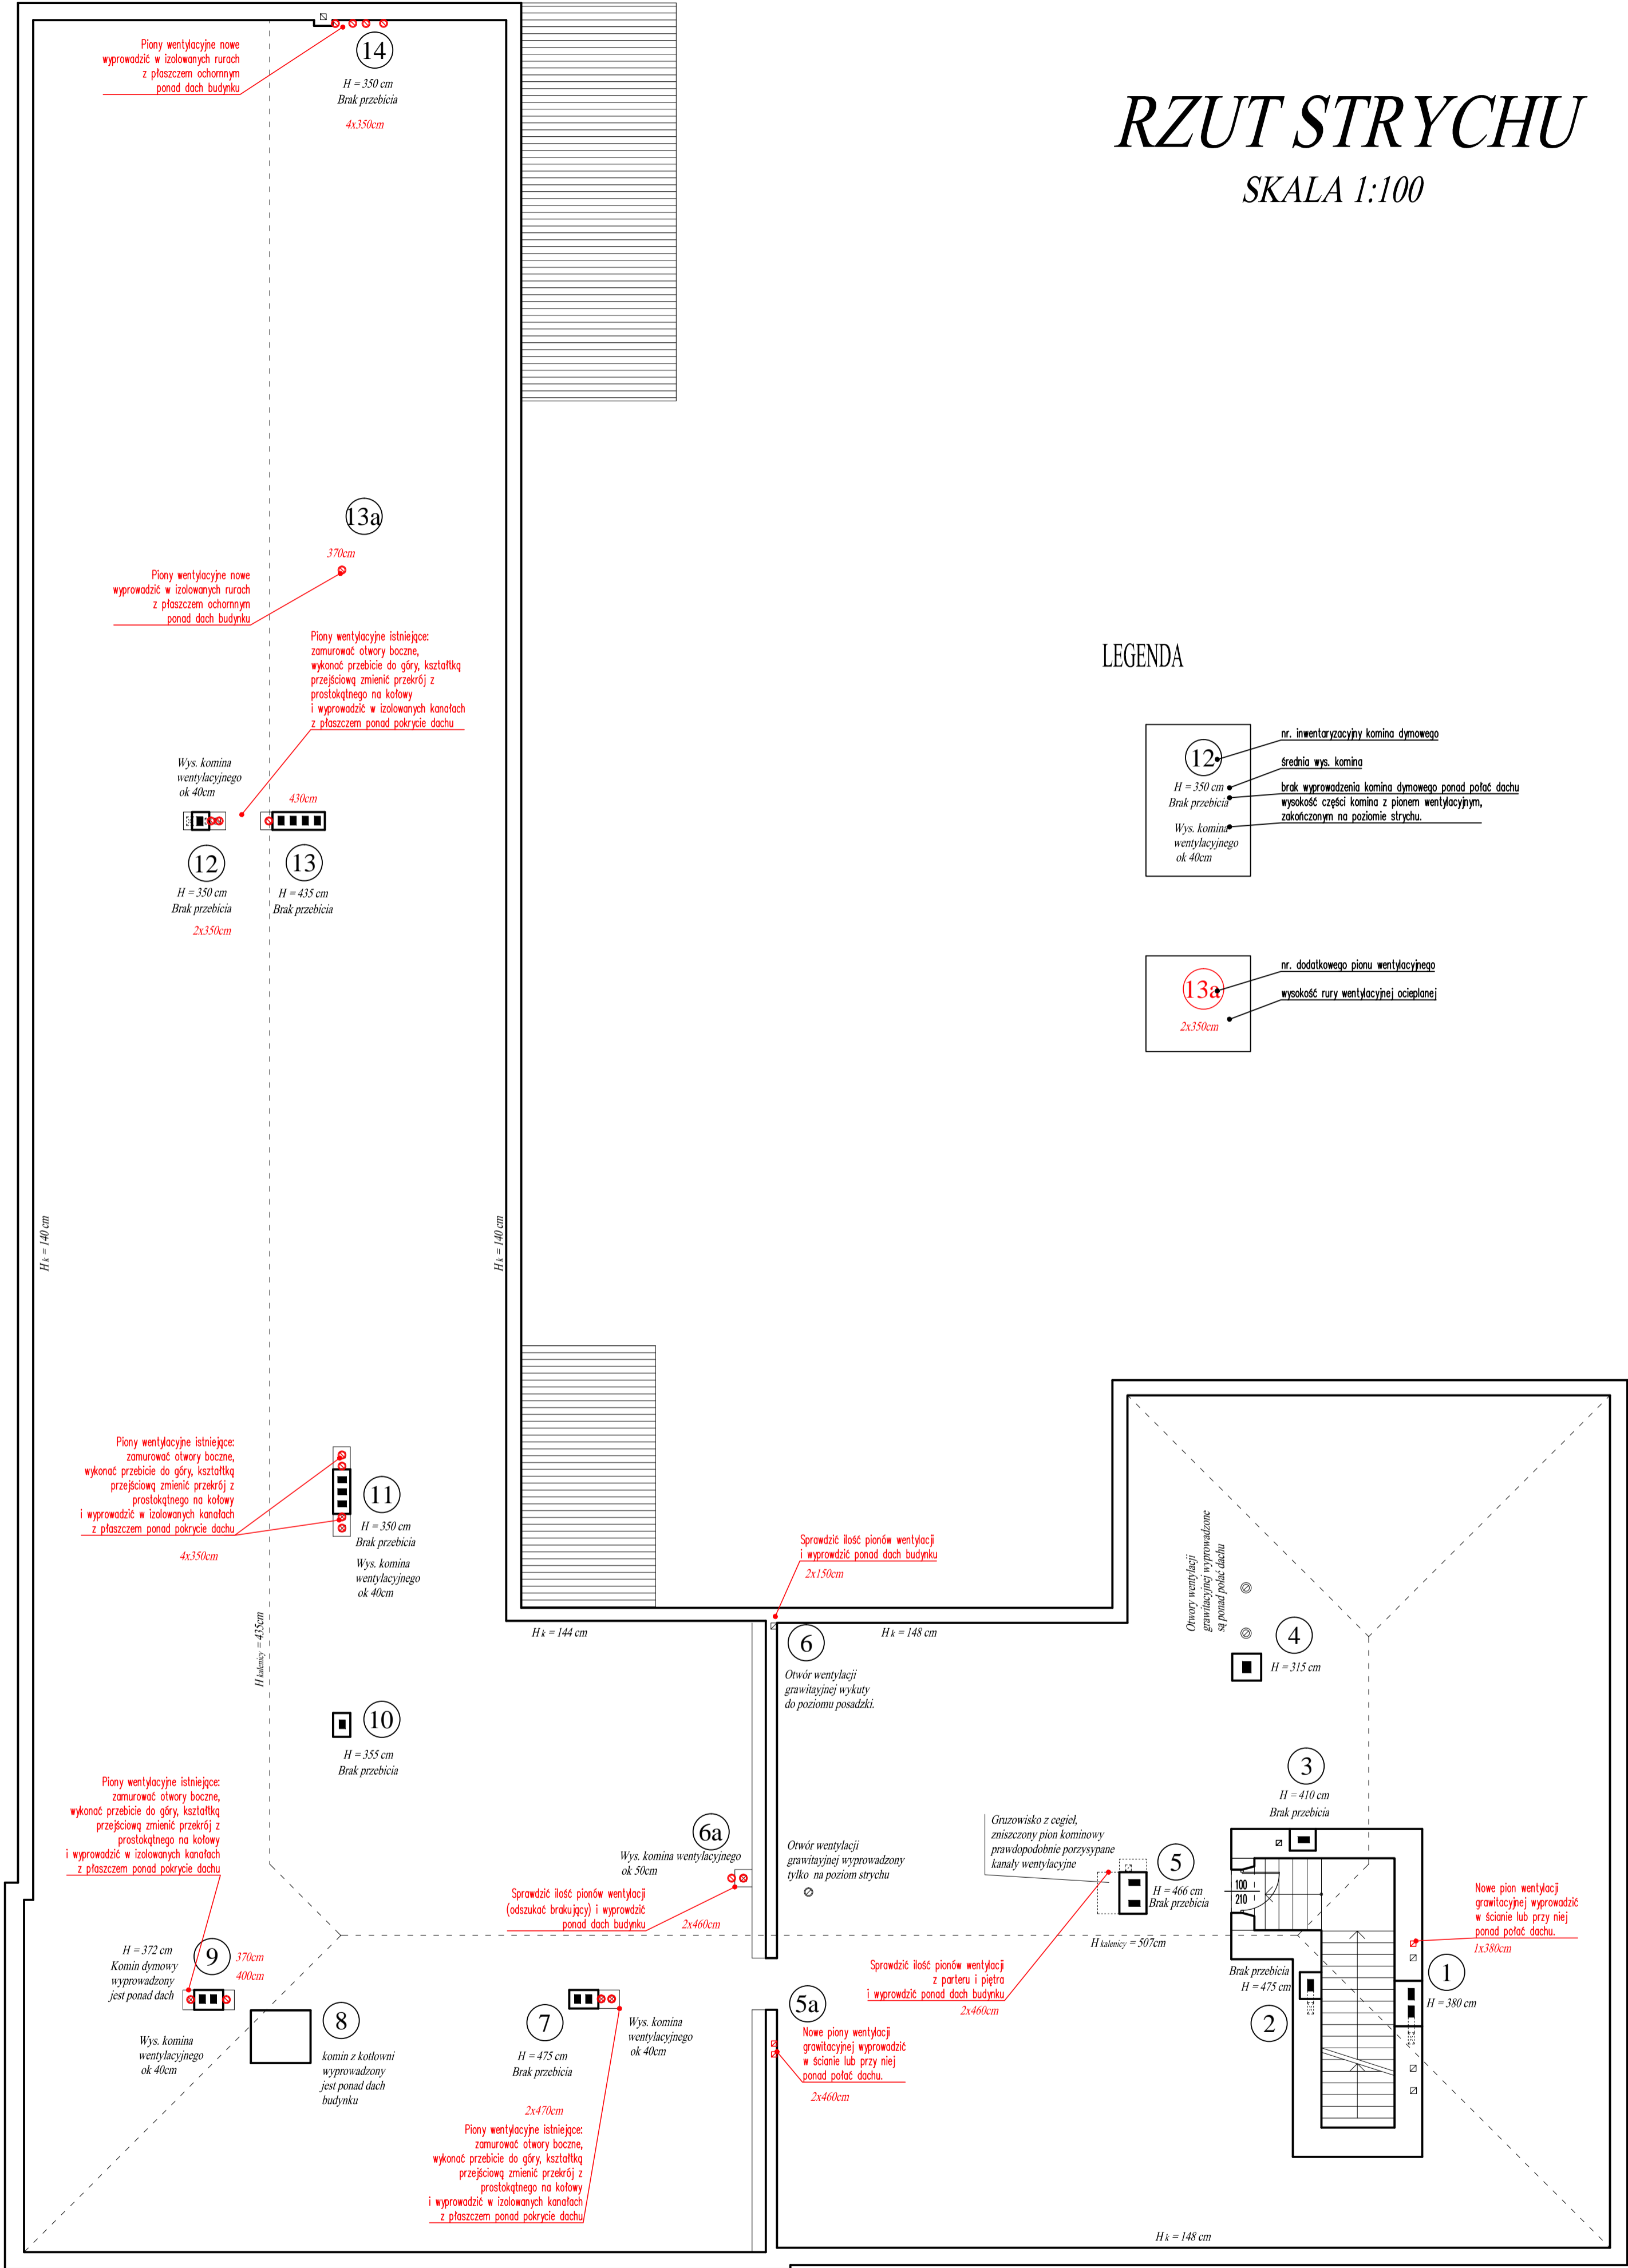 RZUT STRYCHU
SKALA 1:100
Piony wentylacyjne nowe
wyprowadzić w izolowanych rurach
z płaszczem ochornnym
ponad dach budynku
14
H = 350 cm
Brak przebicia
4x350cm
13a
370cm
Piony wentylacyjne nowe
wyprowadzić w izolowanych rurach
z płaszczem ochornnym
ponad dach budynku
Piony wentylacyjne istniejące:
zamurować otwory boczne,
wykonać przebicie do góry, kształtką
przejściową zmienić przekrój z
prostokątnego na kołowy
i wyprowadzić w izolowanych kanałach
z płaszczem ponad pokrycie dachu
Wys. komina
wentylacyjnego
ok 40cm
430cm
12
H = 350 cm
Brak przebicia
2x350cm
13
H = 435 cm
Brak przebicia
LEGENDA
12
H = 350 cm
Brak przebicia
Wys. komina
wentylacyjnego
ok 40cm
nr. inwentaryzacyjny komina dymowego
średnia wys. komina
brak wyprowadzenia komina dymowego ponad połać dachu
wysokość części komina z pionem wentylacyjnym,
zakończonym na poziomie strychu.
13a
2x350cm
nr. dodatkowego pionu wentylacyjnego
wysokość rury wentylacyjnej ocieplanej
H k = 140 cm
H k = 140 cm
Piony wentylacyjne istniejące:
zamurować otwory boczne,
wykonać przebicie do góry, kształtką
przejściową zmienić przekrój z
prostokątnego na kołowy
i wyprowadzić w izolowanych kanałach
z płaszczem ponad pokrycie dachu
4x350cm
11
H = 350 cm
Brak przebicia
Wys. komina
wentylacyjnego
ok 40cm
H kalenicy = 435cm
H k = 144 cm
Sprawdzić ilość pionów wentylacji
i wyprowdzić ponad dach budynku
2x150cm
6
H k = 148 cm
Otwór wentylacji
grawitayjnej wykuty
do poziomu posadzki.
Otwory wentylacji
grawitacyjnej wyprowadzone
są ponad połać dachu
4
H = 315 cm
10
H = 355 cm
Brak przebicia
3
H = 410 cm
Brak przebicia
Piony wentylacyjne istniejące:
zamurować otwory boczne,
wykonać przebicie do góry, kształtką
przejściową zmienić przekrój z
prostokątnego na kołowy
i wyprowadzić w izolowanych kanałach
z płaszczem ponad pokrycie dachu
6a
Wys. komina wentylacyjnego
ok 50cm
Sprawdzić ilość pionów wentylacji
(odszukać brakujący) i wyprowdzić
ponad dach budynku
2x460cm
Otwór wentylacji
grawitayjnej wyprowadzony
tylko na poziom strychu
Gruzowisko z cegieł,
zniszczony pion kominowy
prawdopodobnie porzysypane
kanały wentylacyjne
5
H = 466 cm
Brak przebicia
100
210
H kalenicy = 507cm
Nowe pion wentylacji
grawitacyjnej wyprowadzić
w ścianie lub przy niej
ponad połać dachu.
1x380cm
H = 372 cm
Komin dymowy
wyprowadzony
jest ponad dach
9
370cm
400cm
Wys. komina
wentylacyjnego
ok 40cm
8
komin z kotłowni
wyprowadzony
jest ponad dach
budynku
7
H = 475 cm
Brak przebicia
Wys. komina
wentylacyjnego
ok 40cm
2x470cm
Piony wentylacyjne istniejące:
zamurować otwory boczne,
wykonać przebicie do góry, kształtką
przejściową zmienić przekrój z
prostokątnego na kołowy
i wyprowadzić w izolowanych kanałach
z płaszczem ponad pokrycie dachu
Sprawdzić ilość pionów wentylacji
z parteru i piętra
i wyprowdzić ponad dach budynku
2x460cm
5a
Nowe piony wentylacji
grawitacyjnej wyprowadzić
w ścianie lub przy niej
ponad połać dachu.
2x460cm
Brak przebicia
H = 475 cm
2
1
H = 380 cm
H k = 148 cm